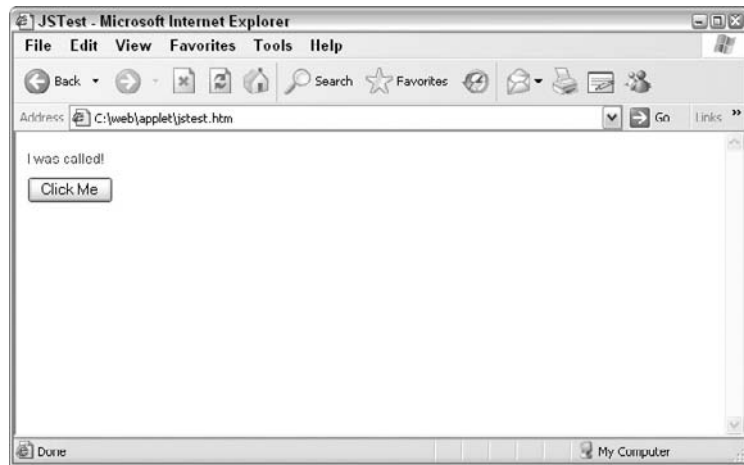 JSTest - Microsoft Internet Explorer
File Edit View Favorites Tools Help
Back Search Favorites
Address C:\web\applet\jstest.htm Go Links »
I was called!
Click Me
Done My Computer